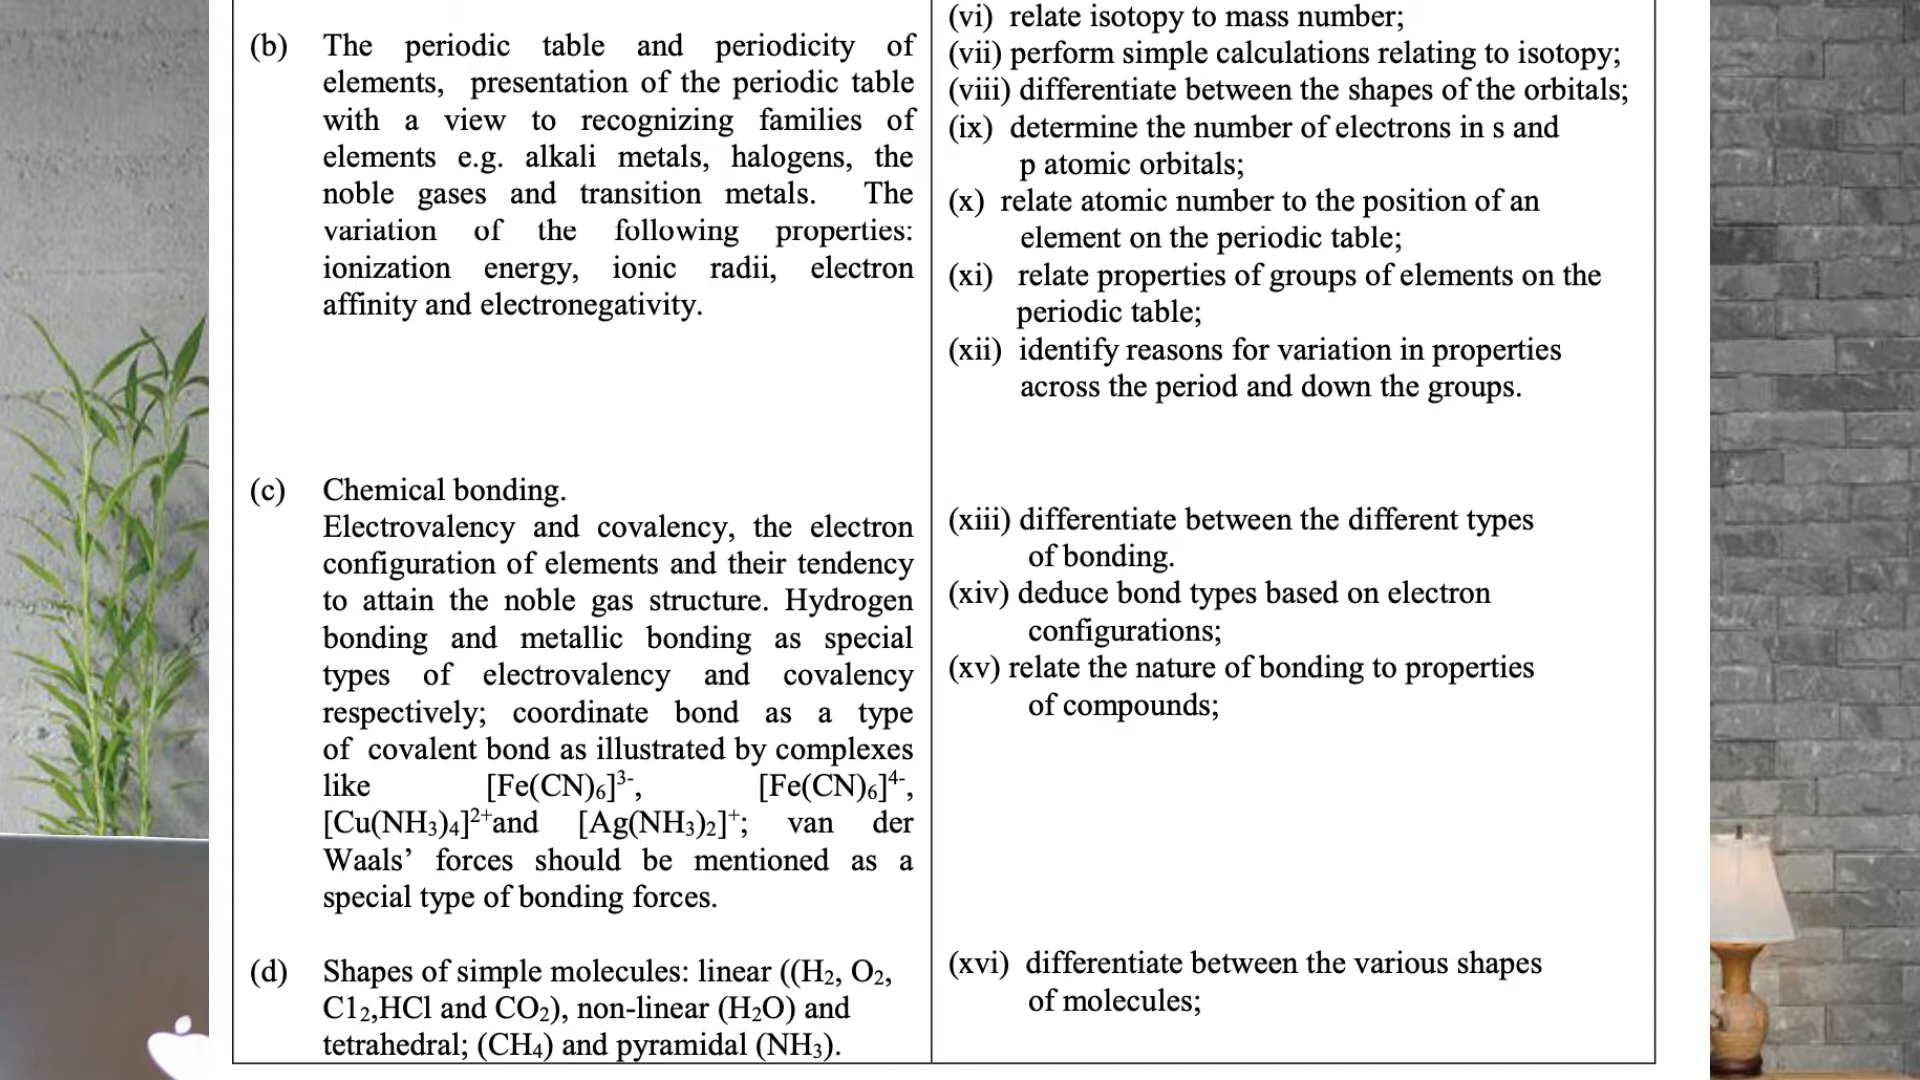 (b) The periodic table and periodicity of
elements, presentation of the periodic table
with a view to recognizing families of
elements e.g. alkali metals, halogens, the
noble gases and transition metals. The
variation of the following properties:
ionization energy, ionic radii, electron
affinity and electronegativity.
(c) Chemical bonding.
Electrovalency and covalency, the electron
configuration of elements and their tendency
to attain the noble gas structure. Hydrogen
bonding and metallic bonding as special
types of electrovalency and covalency
respectively; coordinate bond as a type
of covalent bond as illustrated by complexes
like [Fe(CN)₆]³⁻, [Fe(CN)₆]⁴⁻,
[Cu(NH₃)₄]²⁺and [Ag(NH₃)₂]⁺; van der
Waals’ forces should be mentioned as a
special type of bonding forces.
(d) Shapes of simple molecules: linear ((H₂, O₂,
C1₂,HCl and CO₂), non-linear (H₂O) and
tetrahedral; (CH₄) and pyramidal (NH₃).
(vi) relate isotopy to mass number;
(vii) perform simple calculations relating to isotopy;
(viii) differentiate between the shapes of the orbitals;
(ix) determine the number of electrons in s and
p atomic orbitals;
(x) relate atomic number to the position of an
element on the periodic table;
(xi) relate properties of groups of elements on the
periodic table;
(xii) identify reasons for variation in properties
across the period and down the groups.
(xiii) differentiate between the different types
of bonding.
(xiv) deduce bond types based on electron
configurations;
(xv) relate the nature of bonding to properties
of compounds;
(xvi) differentiate between the various shapes
of molecules;